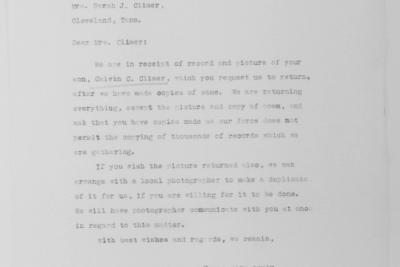 Mrs. Sarah J. Climer,
Cleveland, Tenn.
Dear Mrs. Climer:
We are in receipt of record and picture of your
son, Calvin C. Climer, which you request us to return,
after we have made copies of same. We are returning
everything, except the picture and copy of poem, and
ask that you have copies made as our force does not
permit the copying of thousands of records which we
are gathering.
If you wish the picture returned also, we can
arrange with a local photographer to make a duplicate
of it for us, if you are willing for it to be done.
We will have photographer communicate with you at once
in regard to this matter.
With best wishes and regards, we remain,